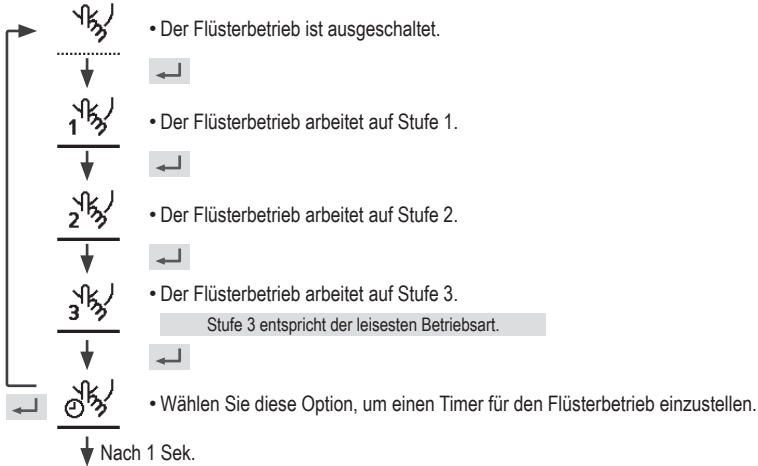 • Der Flüsterbetrieb ist ausgeschaltet.
1
• Der Flüsterbetrieb arbeitet auf Stufe 1.
2
• Der Flüsterbetrieb arbeitet auf Stufe 2.
3
• Der Flüsterbetrieb arbeitet auf Stufe 3.
Stufe 3 entspricht der leisesten Betriebsart.
• Wählen Sie diese Option, um einen Timer für den Flüsterbetrieb einzustellen.
Nach 1 Sek.